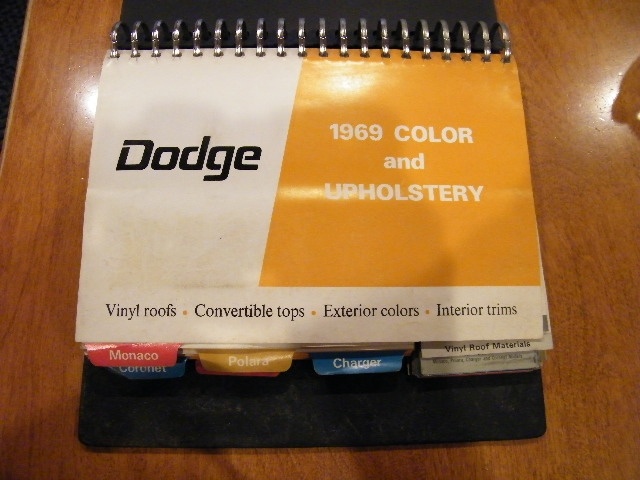 Dodge
1969 COLOR
and
UPHOLSTERY
Vinyl roofs • Convertible tops • Exterior colors • Interior trims
Monaco
Coronet
Polara
Charger
Vinyl Roof Materials